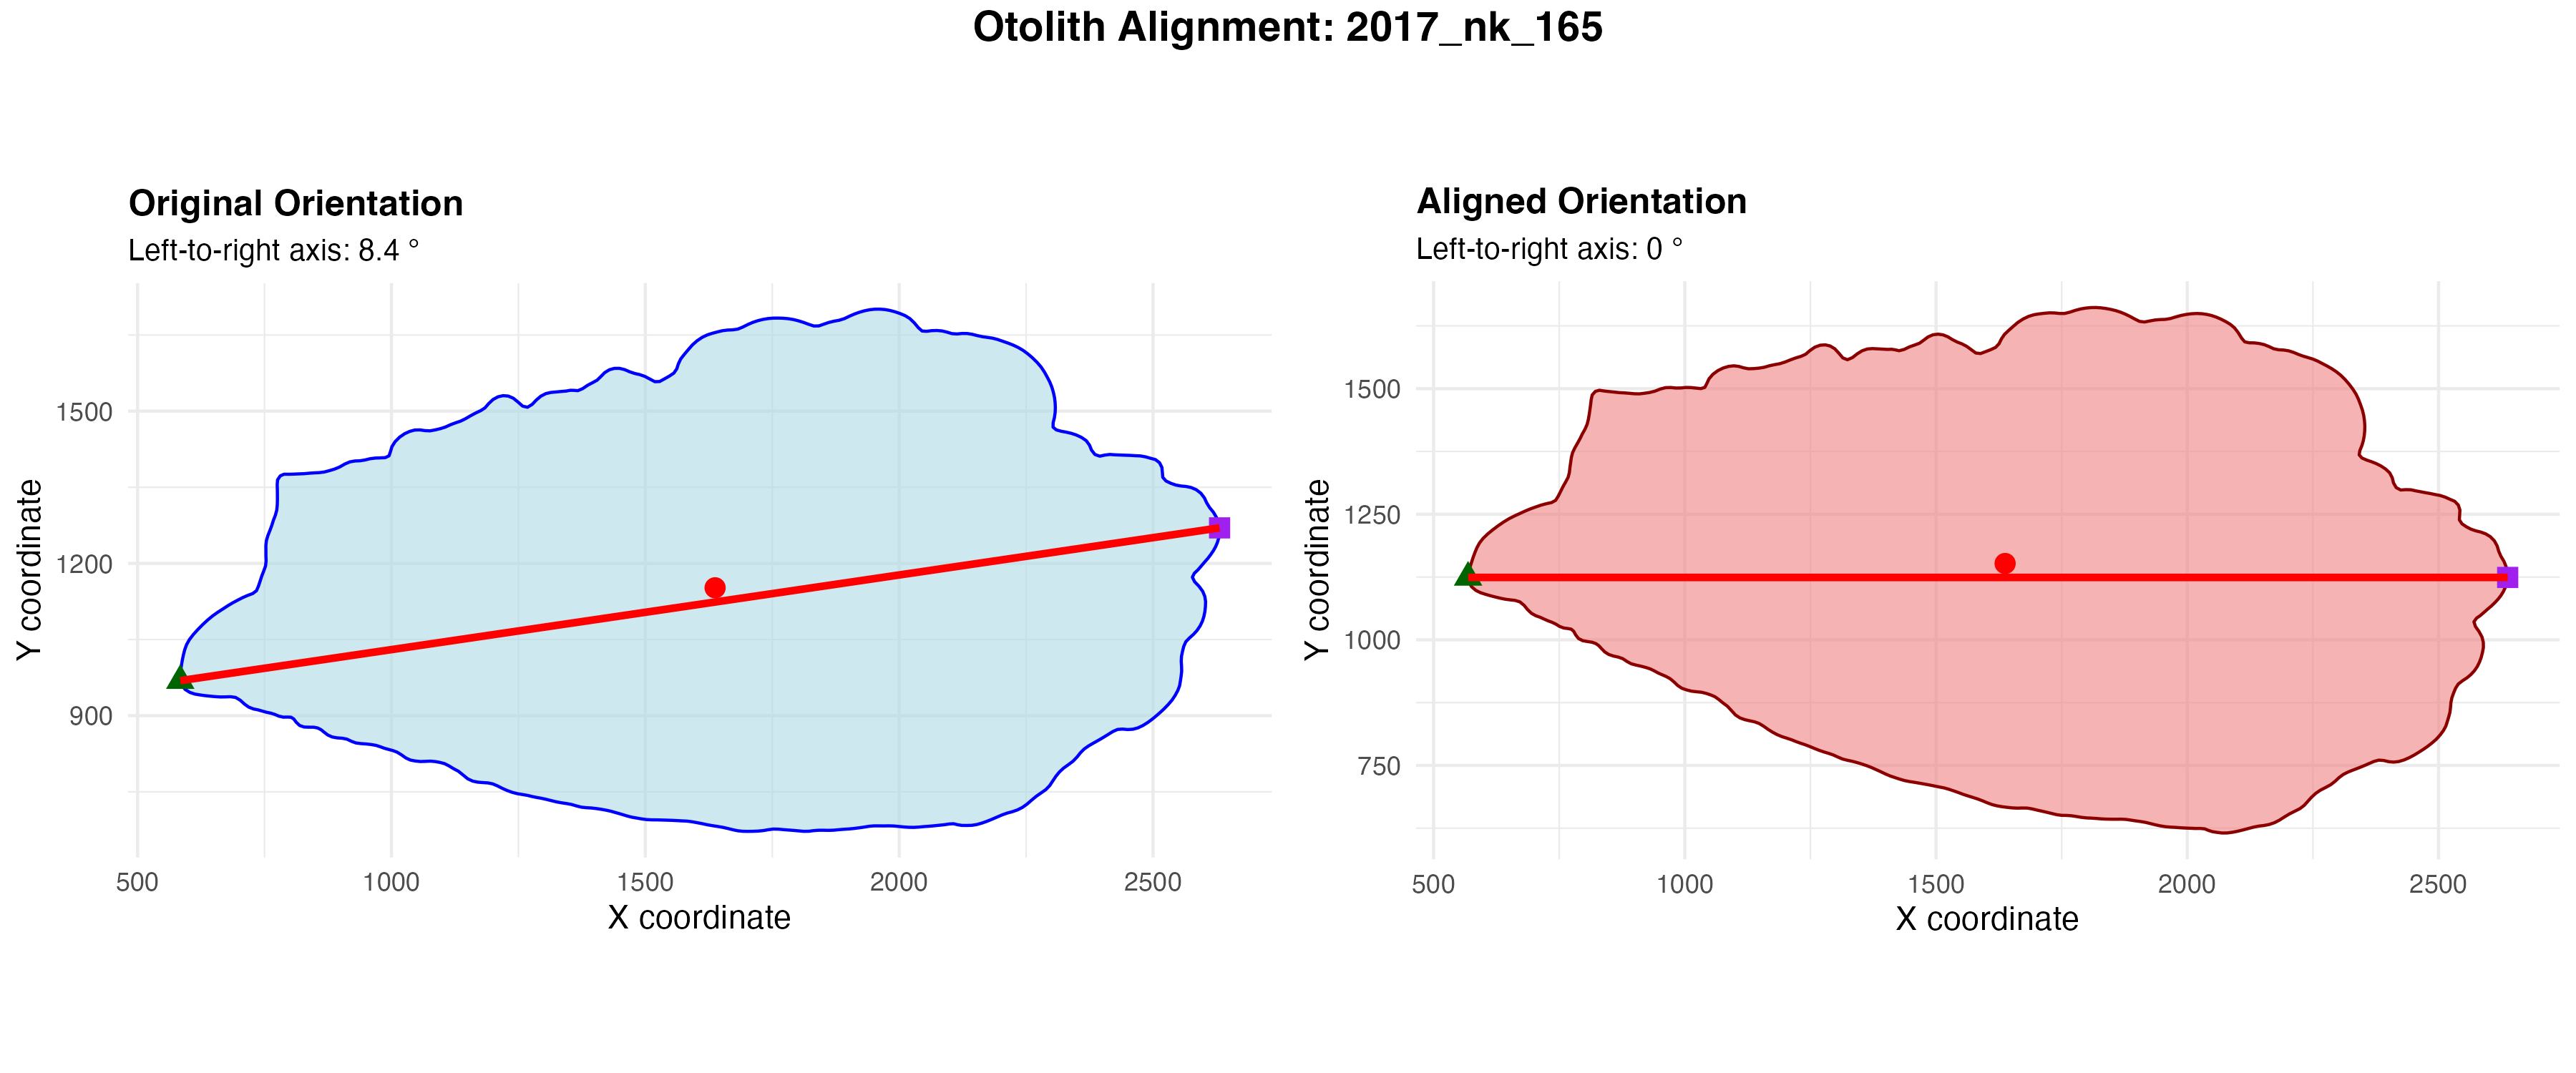 Otolith Alignment: 2017_nk_165
Original Orientation
Left-to-right axis: 8.4 °
Y coordinate
1500
1200
900
500 1000 1500 2000 2500
X coordinate
Aligned Orientation
Left-to-right axis: 0 °
Y coordinate
1500
1250
1000
750
500 1000 1500 2000 2500
X coordinate